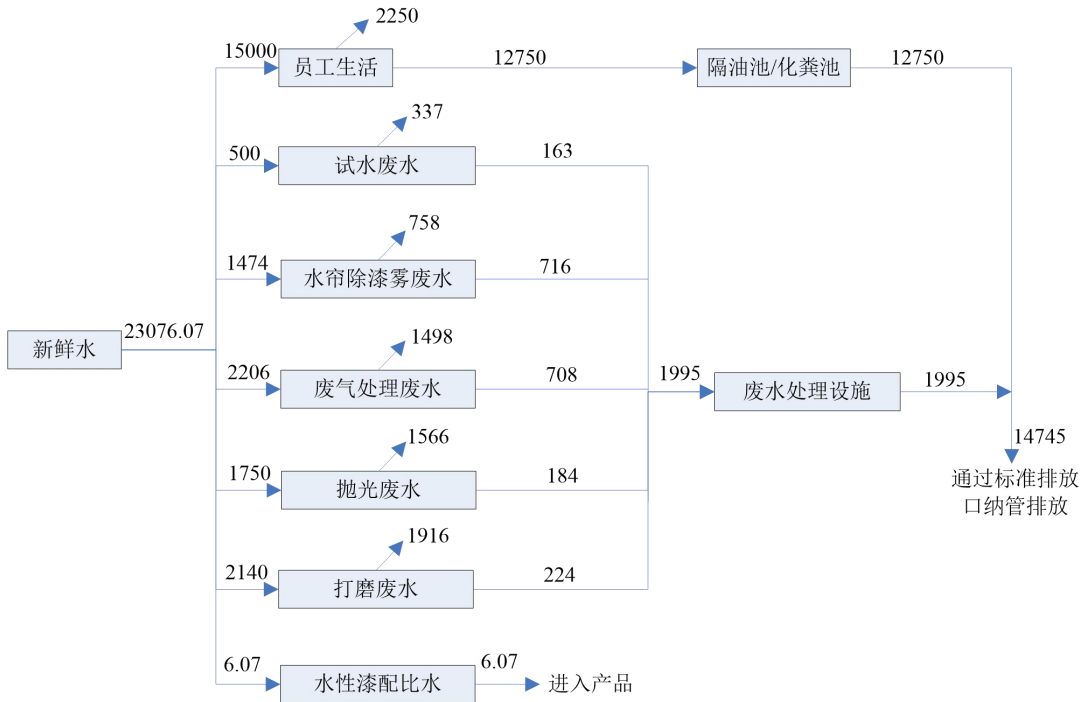 2250
15000
员工生活
12750
隔油池/化粪池
12750
337
500
试水废水
163
758
1474
水帘除漆雾废水
716
新鲜水
23076.07
1498
2206
废气处理废水
708
1995
废水处理设施
1995
1566
1750
抛光废水
184
14745
通过标准排放
口纳管排放
1916
2140
打磨废水
224
6.07
水性漆配比水
6.07
进入产品